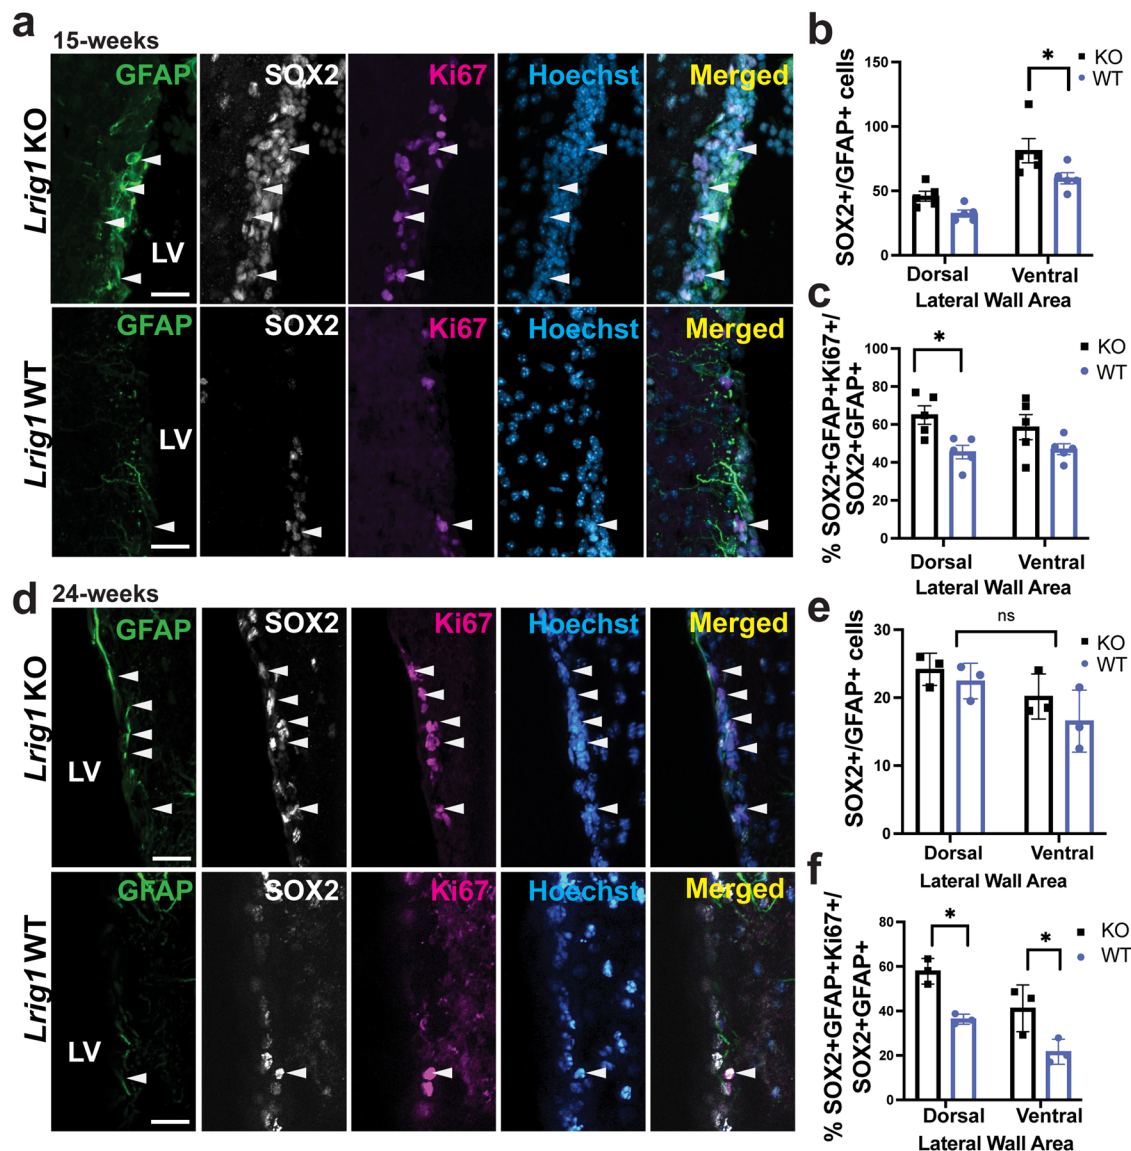 a
15-weeks
Lrig1 KO
GFAP
SOX2
Ki67
Hoechst
Merged
LV
Lrig1 WT
GFAP
SOX2
Ki67
Hoechst
Merged
LV
b
SOX2+/GFAP+ cells
150
100
50
0
*
KO
WT
Dorsal
Ventral
Lateral Wall Area
c
% SOX2+GFAP+Ki67+/
SOX2+GFAP+
100
80
60
40
20
0
*
KO
WT
Dorsal
Ventral
Lateral Wall Area
d
24-weeks
Lrig1 KO
GFAP
SOX2
Ki67
Hoechst
Merged
LV
Lrig1 WT
GFAP
SOX2
Ki67
Hoechst
Merged
LV
e
SOX2+/GFAP+ cells
30
20
10
0
ns
KO
WT
Dorsal
Ventral
Lateral Wall Area
f
% SOX2+GFAP+Ki67+/
SOX2+GFAP+
80
60
40
20
0
*
*
KO
WT
Dorsal
Ventral
Lateral Wall Area